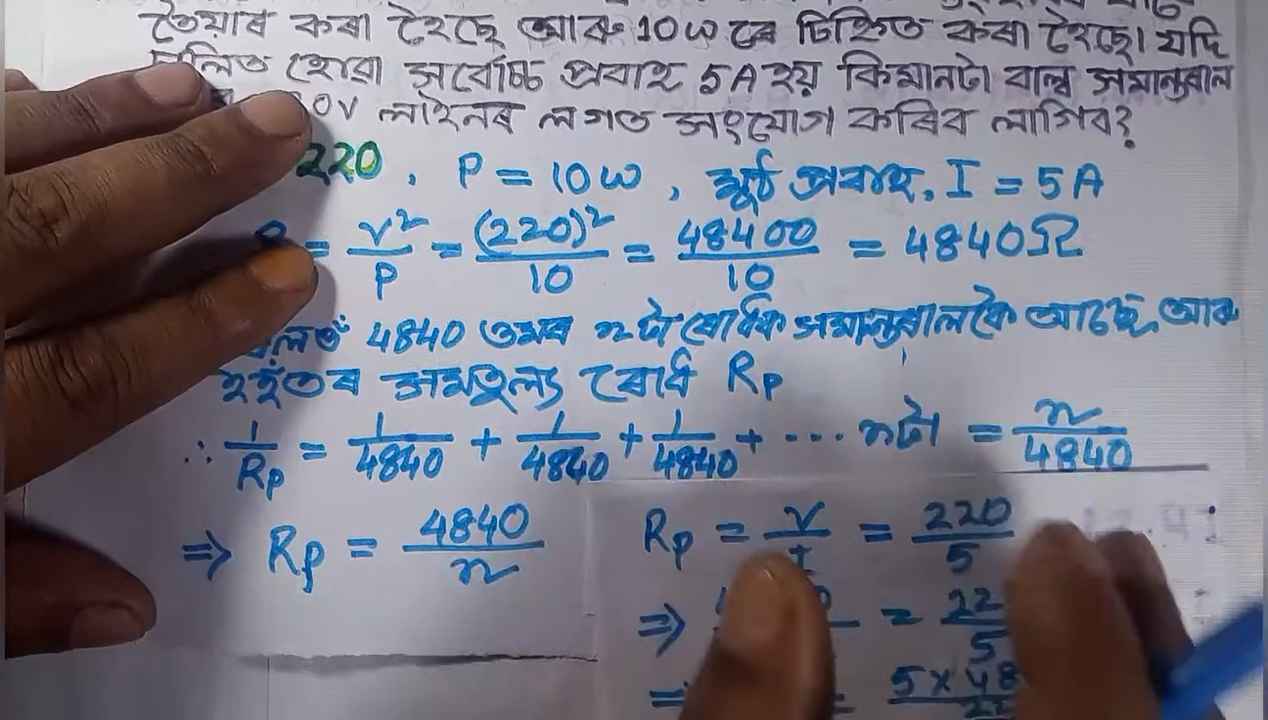 তৈয়াৰ কৰা হৈছে আৰু 10W ৰে চিহ্নিত কৰা হৈছে। যদি
হোৱা সৰ্বোচ্চ প্ৰবাহ 5A হয় কিমানটা বাল্ব সমান্তৰাল
0V লাইনৰ লগত সংযোগ কৰিব লাগিব?
220, P = 10W, মুঠ প্ৰবাহ, I = 5A
= V²/P = (220)²/10 = 48400/10 = 4840Ω
4840 ওমৰ nটা ৰোধক সমান্তৰালকৈ আছে, আৰু
ইহঁতৰ সমতুল্য ৰোধ Rp
∴ 1/Rp = 1/4840 + 1/4840 + 1/4840 + ... nটা = n/4840
⇒ Rp = 4840/n
Rp = V/I = 220/5
⇒ = 22/5
⇒ = 5×48